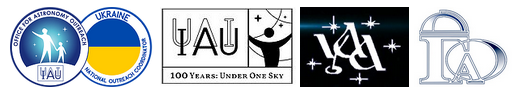 OFFICE FOR ASTRONOMY OUTREACH
IAU
UKRAINE
NATIONAL OUTREACH COORDINATOR
IAU
100 YEARS: UNDER ONE SKY